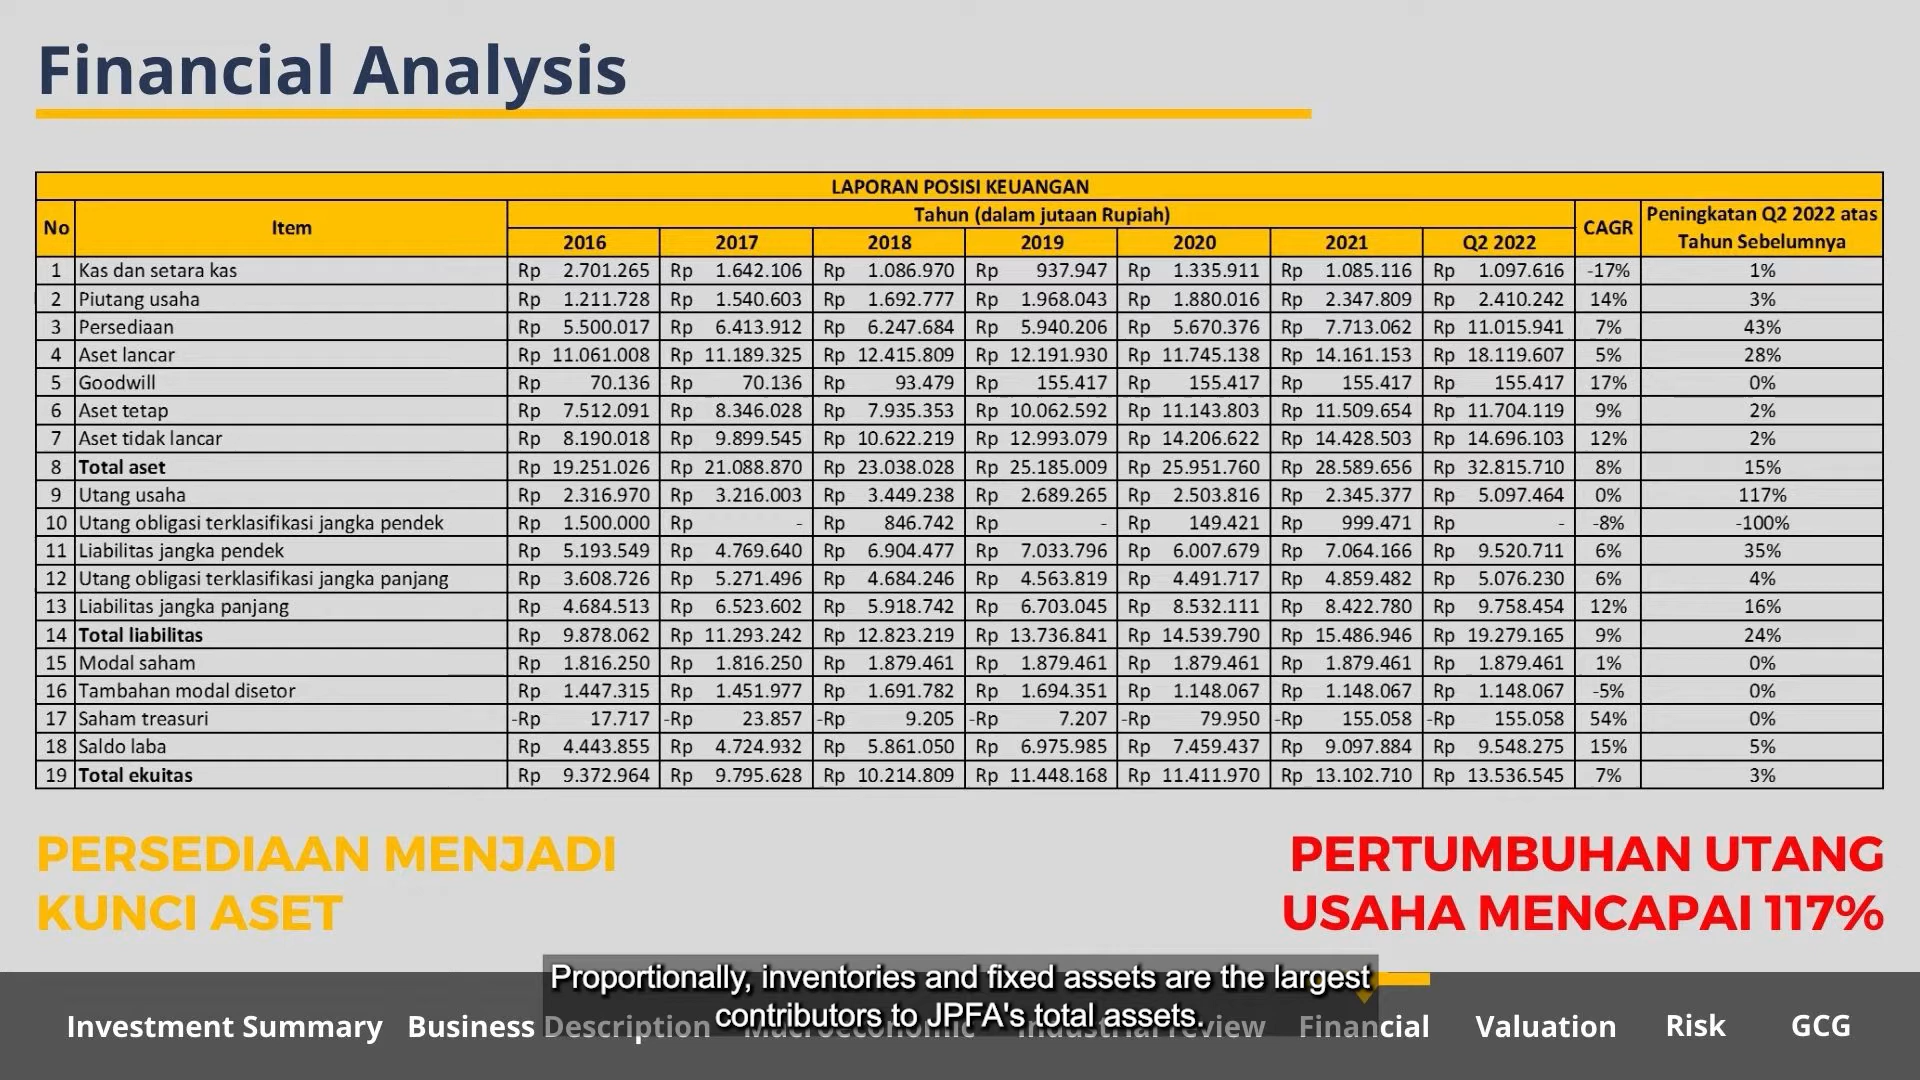 Financial Analysis
LAPORAN POSISI KEUANGAN
No Item Tahun (dalam jutaan Rupiah) CAGR Peningkatan Q2 2022 atas Tahun Sebelumnya
2016 2017 2018 2019 2020 2021 Q2 2022
1 Kas dan setara kas Rp 2.701.265 Rp 1.642.106 Rp 1.086.970 Rp 937.947 Rp 1.335.911 Rp 1.085.116 Rp 1.097.616 -17% 1%
2 Piutang usaha Rp 1.211.728 Rp 1.540.603 Rp 1.692.777 Rp 1.968.043 Rp 1.880.016 Rp 2.347.809 Rp 2.410.242 14% 3%
3 Persediaan Rp 5.500.017 Rp 6.413.912 Rp 6.247.684 Rp 5.940.206 Rp 5.670.376 Rp 7.713.062 Rp 11.015.941 7% 43%
4 Aset lancar Rp 11.061.008 Rp 11.189.325 Rp 12.415.809 Rp 12.191.930 Rp 11.745.138 Rp 14.161.153 Rp 18.119.607 5% 28%
5 Goodwill Rp 70.136 Rp 70.136 Rp 93.479 Rp 155.417 Rp 155.417 Rp 155.417 Rp 155.417 17% 0%
6 Aset tetap Rp 7.512.091 Rp 8.346.028 Rp 7.935.353 Rp 10.062.592 Rp 11.143.803 Rp 11.509.654 Rp 11.704.119 9% 2%
7 Aset tidak lancar Rp 8.190.018 Rp 9.899.545 Rp 10.622.219 Rp 12.993.079 Rp 14.206.622 Rp 14.428.503 Rp 14.696.103 12% 2%
8 Total aset Rp 19.251.026 Rp 21.088.870 Rp 23.038.028 Rp 25.185.009 Rp 25.951.760 Rp 28.589.656 Rp 32.815.710 8% 15%
9 Utang usaha Rp 2.316.970 Rp 3.216.003 Rp 3.449.238 Rp 2.689.265 Rp 2.503.816 Rp 2.345.377 Rp 5.097.464 0% 117%
10 Utang obligasi terklasifikasi jangka pendek Rp 1.500.000 Rp - Rp 846.742 Rp - Rp 149.421 Rp 999.471 Rp - -8% -100%
11 Liabilitas jangka pendek Rp 5.193.549 Rp 4.769.640 Rp 6.904.477 Rp 7.033.796 Rp 6.007.679 Rp 7.064.166 Rp 9.520.711 6% 35%
12 Utang obligasi terklasifikasi jangka panjang Rp 3.608.726 Rp 5.271.496 Rp 4.684.246 Rp 4.563.819 Rp 4.491.717 Rp 4.859.482 Rp 5.076.230 6% 4%
13 Liabilitas jangka panjang Rp 4.684.513 Rp 6.523.602 Rp 5.918.742 Rp 6.703.045 Rp 8.532.111 Rp 8.422.780 Rp 9.758.454 12% 16%
14 Total liabilitas Rp 9.878.062 Rp 11.293.242 Rp 12.823.219 Rp 13.736.841 Rp 14.539.790 Rp 15.486.946 Rp 19.279.165 9% 24%
15 Modal saham Rp 1.816.250 Rp 1.816.250 Rp 1.879.461 Rp 1.879.461 Rp 1.879.461 Rp 1.879.461 Rp 1.879.461 1% 0%
16 Tambahan modal disetor Rp 1.447.315 Rp 1.451.977 Rp 1.691.782 Rp 1.694.351 Rp 1.148.067 Rp 1.148.067 Rp 1.148.067 -5% 0%
17 Saham treasuri -Rp 17.717 -Rp 23.857 -Rp 9.205 -Rp 7.207 -Rp 79.950 -Rp 155.058 -Rp 155.058 54% 0%
18 Saldo laba Rp 4.443.855 Rp 4.724.932 Rp 5.861.050 Rp 6.975.985 Rp 7.459.437 Rp 9.097.884 Rp 9.548.275 15% 5%
19 Total ekuitas Rp 9.372.964 Rp 9.795.628 Rp 10.214.809 Rp 11.448.168 Rp 11.411.970 Rp 13.102.710 Rp 13.536.545 7% 3%
PERSEDIAAN MENJADI
KUNCI ASET
PERTUMBUHAN UTANG
USAHA MENCAPAI 117%
Proportionally, inventories and fixed assets are the largest
contributors to JPFA's total assets.
Investment Summary Business Description Macroeconomic Industrial review Financial Valuation Risk GCG